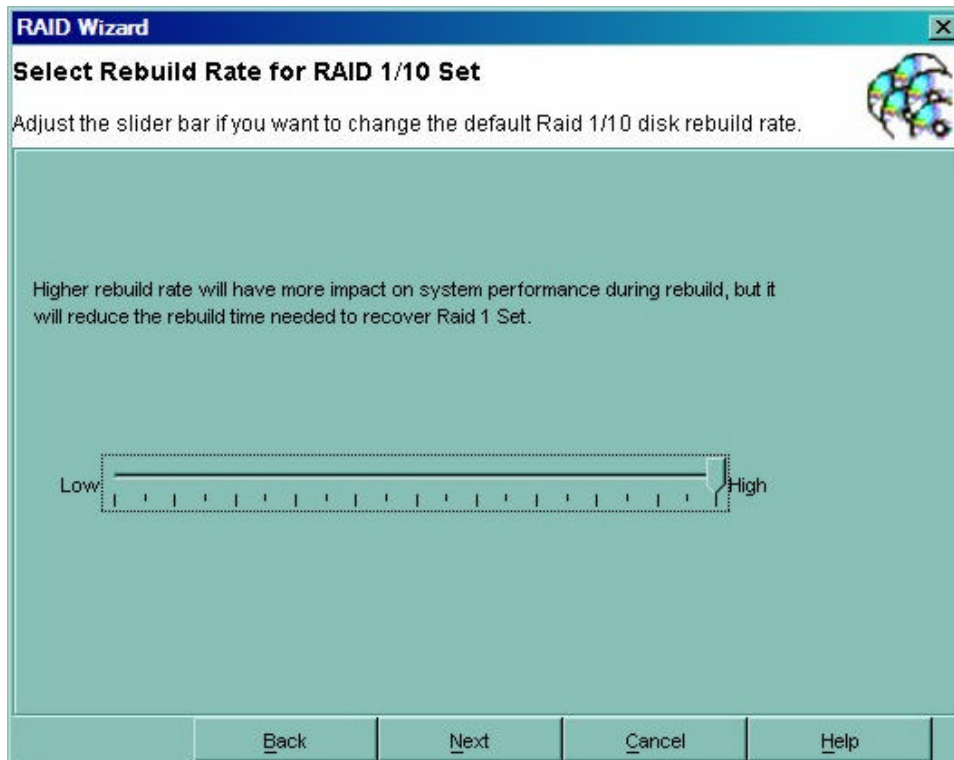 RAID Wizard
Select Rebuild Rate for RAID 1/10 Set
Adjust the slider bar if you want to change the default Raid 1/10 disk rebuild rate.
Higher rebuild rate will have more impact on system performance during rebuild, but it
will reduce the rebuild time needed to recover Raid 1 Set.
Low High
Back Next Cancel Help